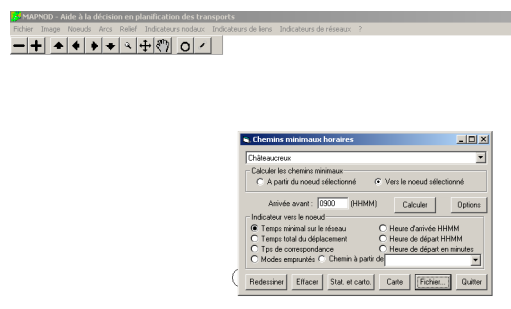 MAPNOD - Aide à la décision en planification des transports
Fichier Image Noeuds Arcs Relief Indicateurs nodaux Indicateurs de liens Indicateurs de réseaux ?
Chemins minimaux horaires
Châteaucreux
Calculer les chemins minimaux
A partir du noeud sélectionné Vers le noeud sélectionné
Arrivée avant : 0900 (HHMM) Calculer Options
Indicateur vers le noeud
Temps minimal sur le réseau Heure d'arrivée HHMM
Temps total du déplacement Heure de départ HHMM
Tps de correspondance Heure de départ en minutes
Modes empruntés Chemin à partir de
Redessiner Effacer Stat. et carto. Carte Fichier... Quitter